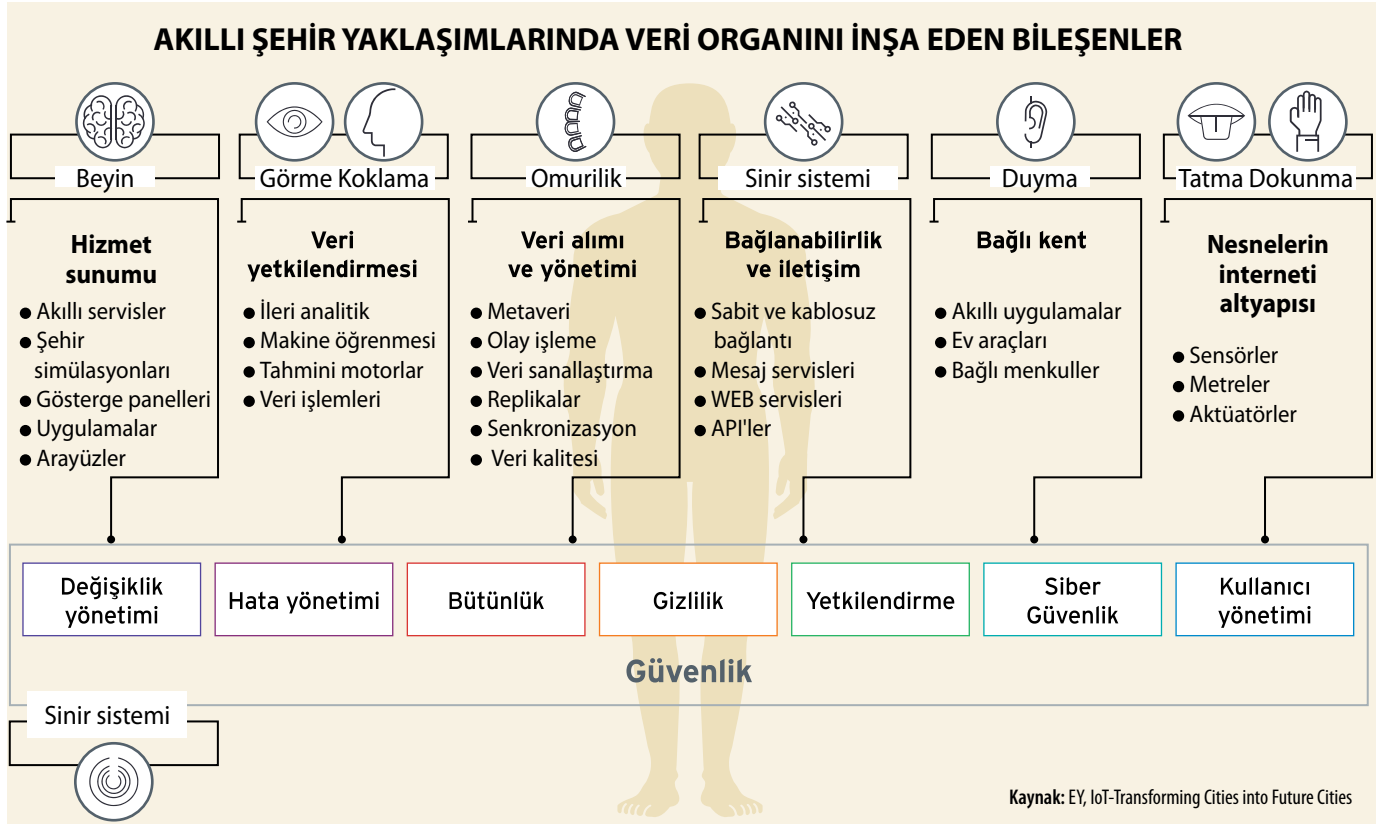 AKILLI ŞEHİR YAKLAŞIMLARINDA VERİ ORGANINI İNŞA EDEN BİLEŞENLER
Beyin
Hizmet
sunumu
● Akıllı servisler
● Şehir
simülasyonları
● Gösterge panelleri
● Uygulamalar
● Arayüzler
Görme Koklama
Veri
yetkilendirmesi
● İleri analitik
● Makine öğrenmesi
● Tahmini motorlar
● Veri işlemleri
Omurilik
Veri alımı
ve yönetimi
● Metaveri
● Olay işleme
● Veri sanallaştırma
● Replikalar
● Senkronizasyon
● Veri kalitesi
Sinir sistemi
Bağlanabilirlik
ve iletişim
● Sabit ve kablosuz
bağlantı
● Mesaj servisleri
● WEB servisleri
● API'ler
Duyma
Bağlı kent
● Akıllı uygulamalar
● Ev araçları
● Bağlı menkuller
Tatma Dokunma
Nesnelerin
interneti
altyapısı
● Sensörler
● Metreler
● Aktüatörler
Değişiklik
yönetimi
Hata yönetimi
Bütünlük
Gizlilik
Yetkilendirme
Siber
Güvenlik
Kullanıcı
yönetimi
Güvenlik
Sinir sistemi
Kaynak: EY, IoT-Transforming Cities into Future Cities